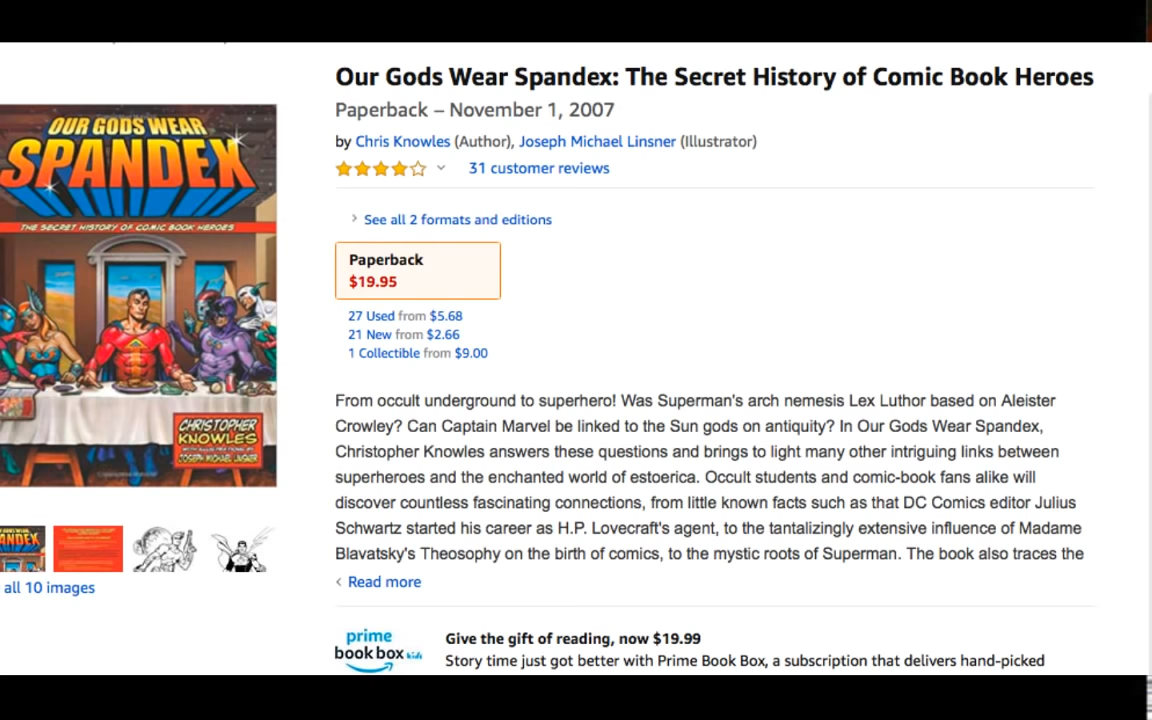 Our Gods Wear Spandex: The Secret History of Comic Book Heroes
Paperback – November 1, 2007
by Chris Knowles (Author), Joseph Michael Linsner (Illustrator)
31 customer reviews
See all 2 formats and editions
Paperback
$19.95
27 Used from $5.68
21 New from $2.66
1 Collectible from $9.00
From occult underground to superhero! Was Superman's arch nemesis Lex Luthor based on Aleister
Crowley? Can Captain Marvel be linked to the Sun gods on antiquity? In Our Gods Wear Spandex,
Christopher Knowles answers these questions and brings to light many other intriguing links between
superheroes and the enchanted world of estoerica. Occult students and comic-book fans alike will
discover countless fascinating connections, from little known facts such as that DC Comics editor Julius
Schwartz started his career as H.P. Lovecraft's agent, to the tantalizingly extensive influence of Madame
Blavatsky's Theosophy on the birth of comics, to the mystic roots of Superman. The book also traces the
Read more
prime
book box kids
Give the gift of reading, now $19.99
Story time just got better with Prime Book Box, a subscription that delivers hand-picked
OUR GODS WEAR
SPANDEX
THE SECRET HISTORY OF COMIC BOOK HEROES
CHRISTOPHER
KNOWLES
JOSEPH MICHAEL LINSNER
all 10 images